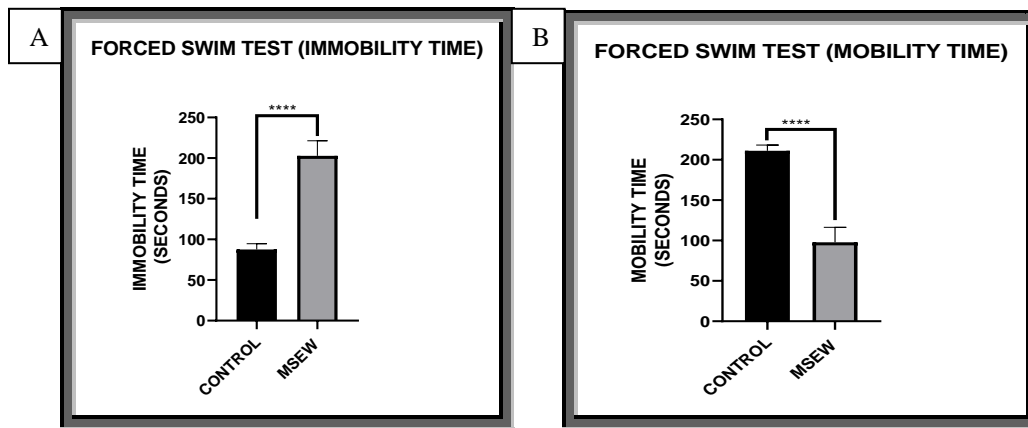 A
FORCED SWIM TEST (IMMOBILITY TIME)
****
250
200
150
100
50
0
IMMOBILITY TIME
(SECONDS)
CONTROL
MSEW
B
FORCED SWIM TEST (MOBILITY TIME)
****
250
200
150
100
50
0
MOBILITY TIME
(SECONDS)
CONTROL
MSEW